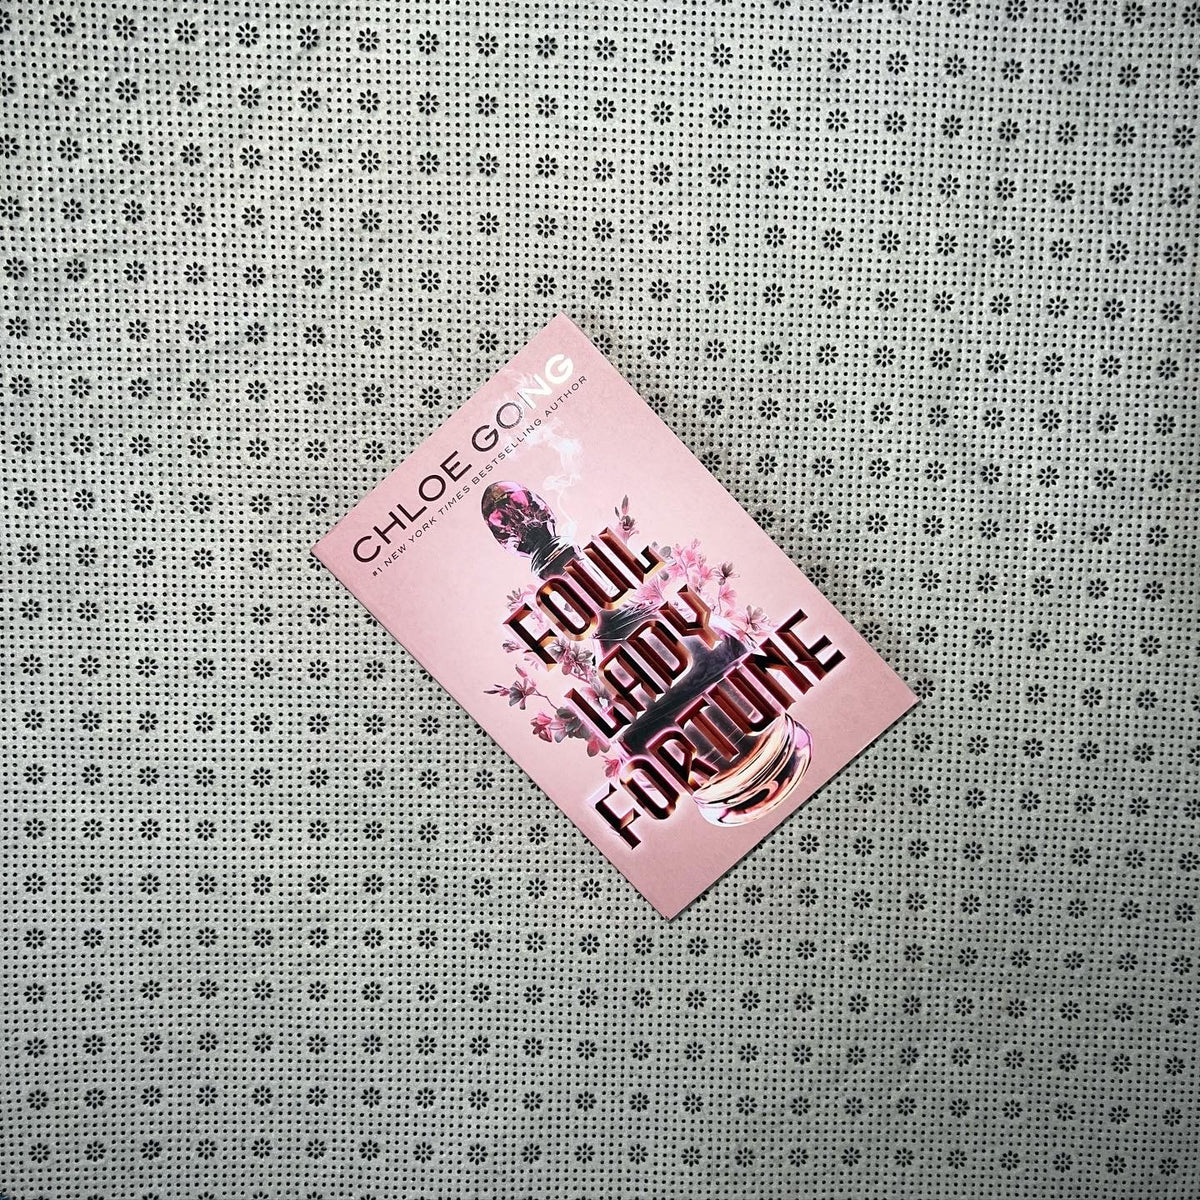 CHLOE GONG
#1 NEW YORK TIMES BESTSELLING AUTHOR
FOUL
LADY
FORTUNE